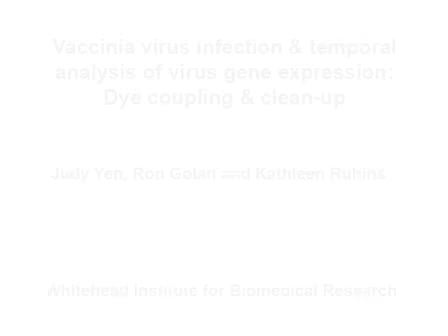 Vaccinia virus infection & temporal
analysis of virus gene expression:
Dye coupling & clean-up
Judy Yen, Ron Golan and Kathleen Rubins
Whitehead Institute for Biomedical Research